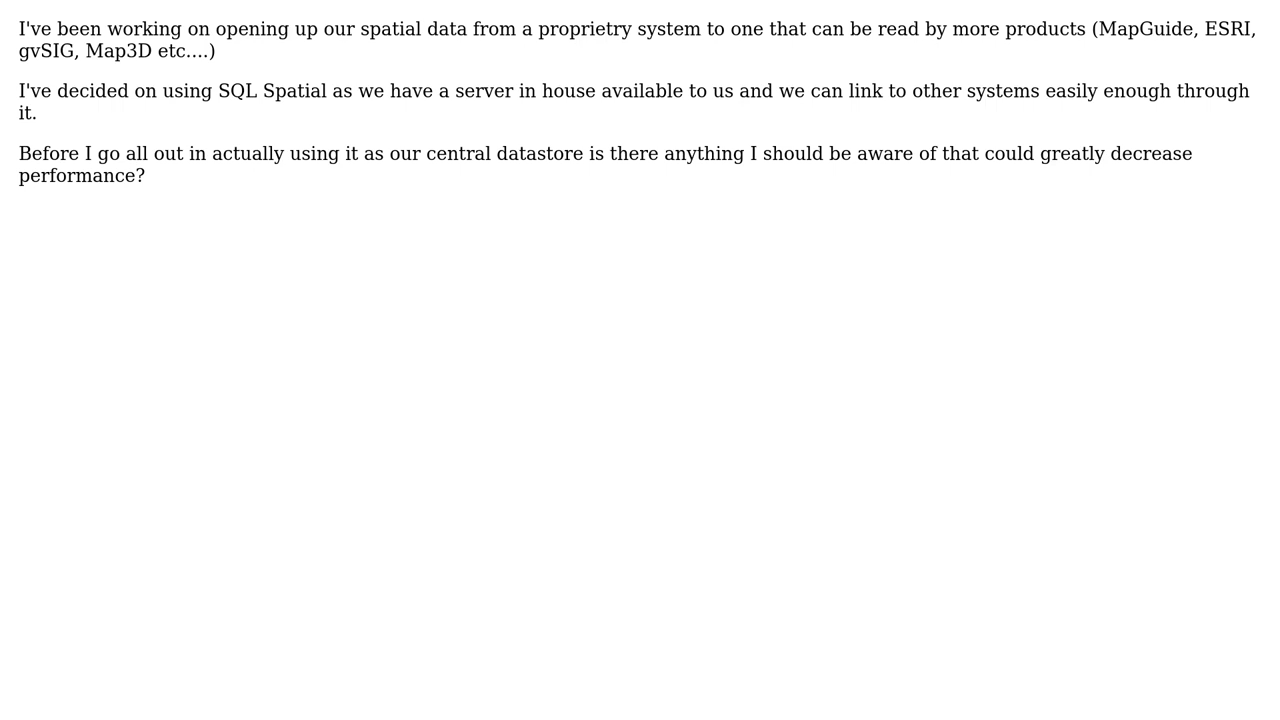 I've been working on opening up our spatial data from a proprietry system to one that can be read by more products (MapGuide, ESRI,
gvSIG, Map3D etc....)
I've decided on using SQL Spatial as we have a server in house available to us and we can link to other systems easily enough through
it.
Before I go all out in actually using it as our central datastore is there anything I should be aware of that could greatly decrease
performance?